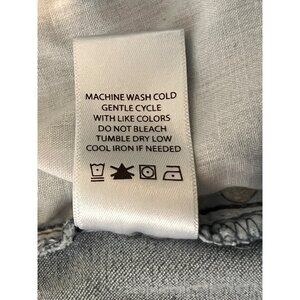 MACHINE WASH COLD
GENTLE CYCLE
WITH LIKE COLORS
DO NOT BLEACH
TUMBLE DRY LOW
COOL IRON IF NEEDED